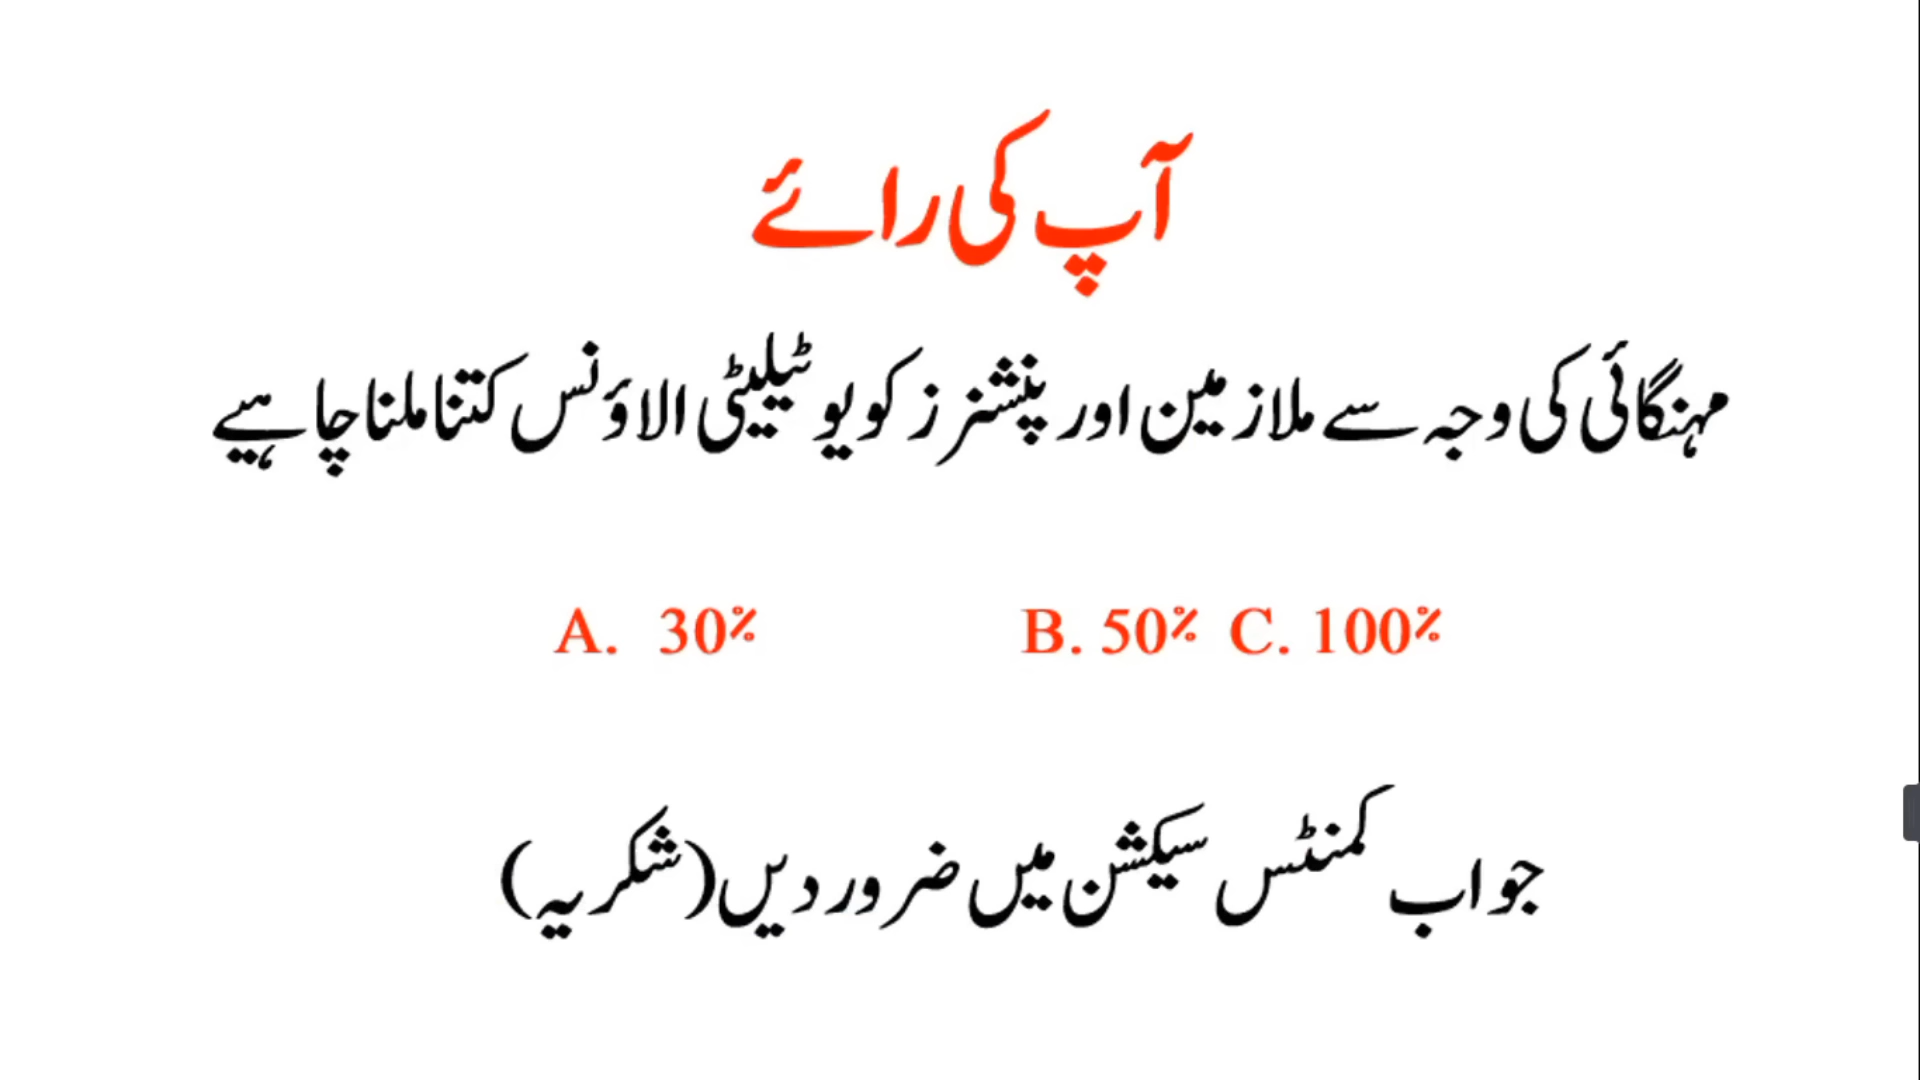 آپ کی رائے
مہنگائی کی وجہ سے ملازمین اور پنشنرز کو یوٹیلیٹی الاؤنس کتنا ملنا چاہیے
A. 30% B. 50% C. 100%
جواب کمنٹس سیکشن میں ضرور دیں (شکریہ)